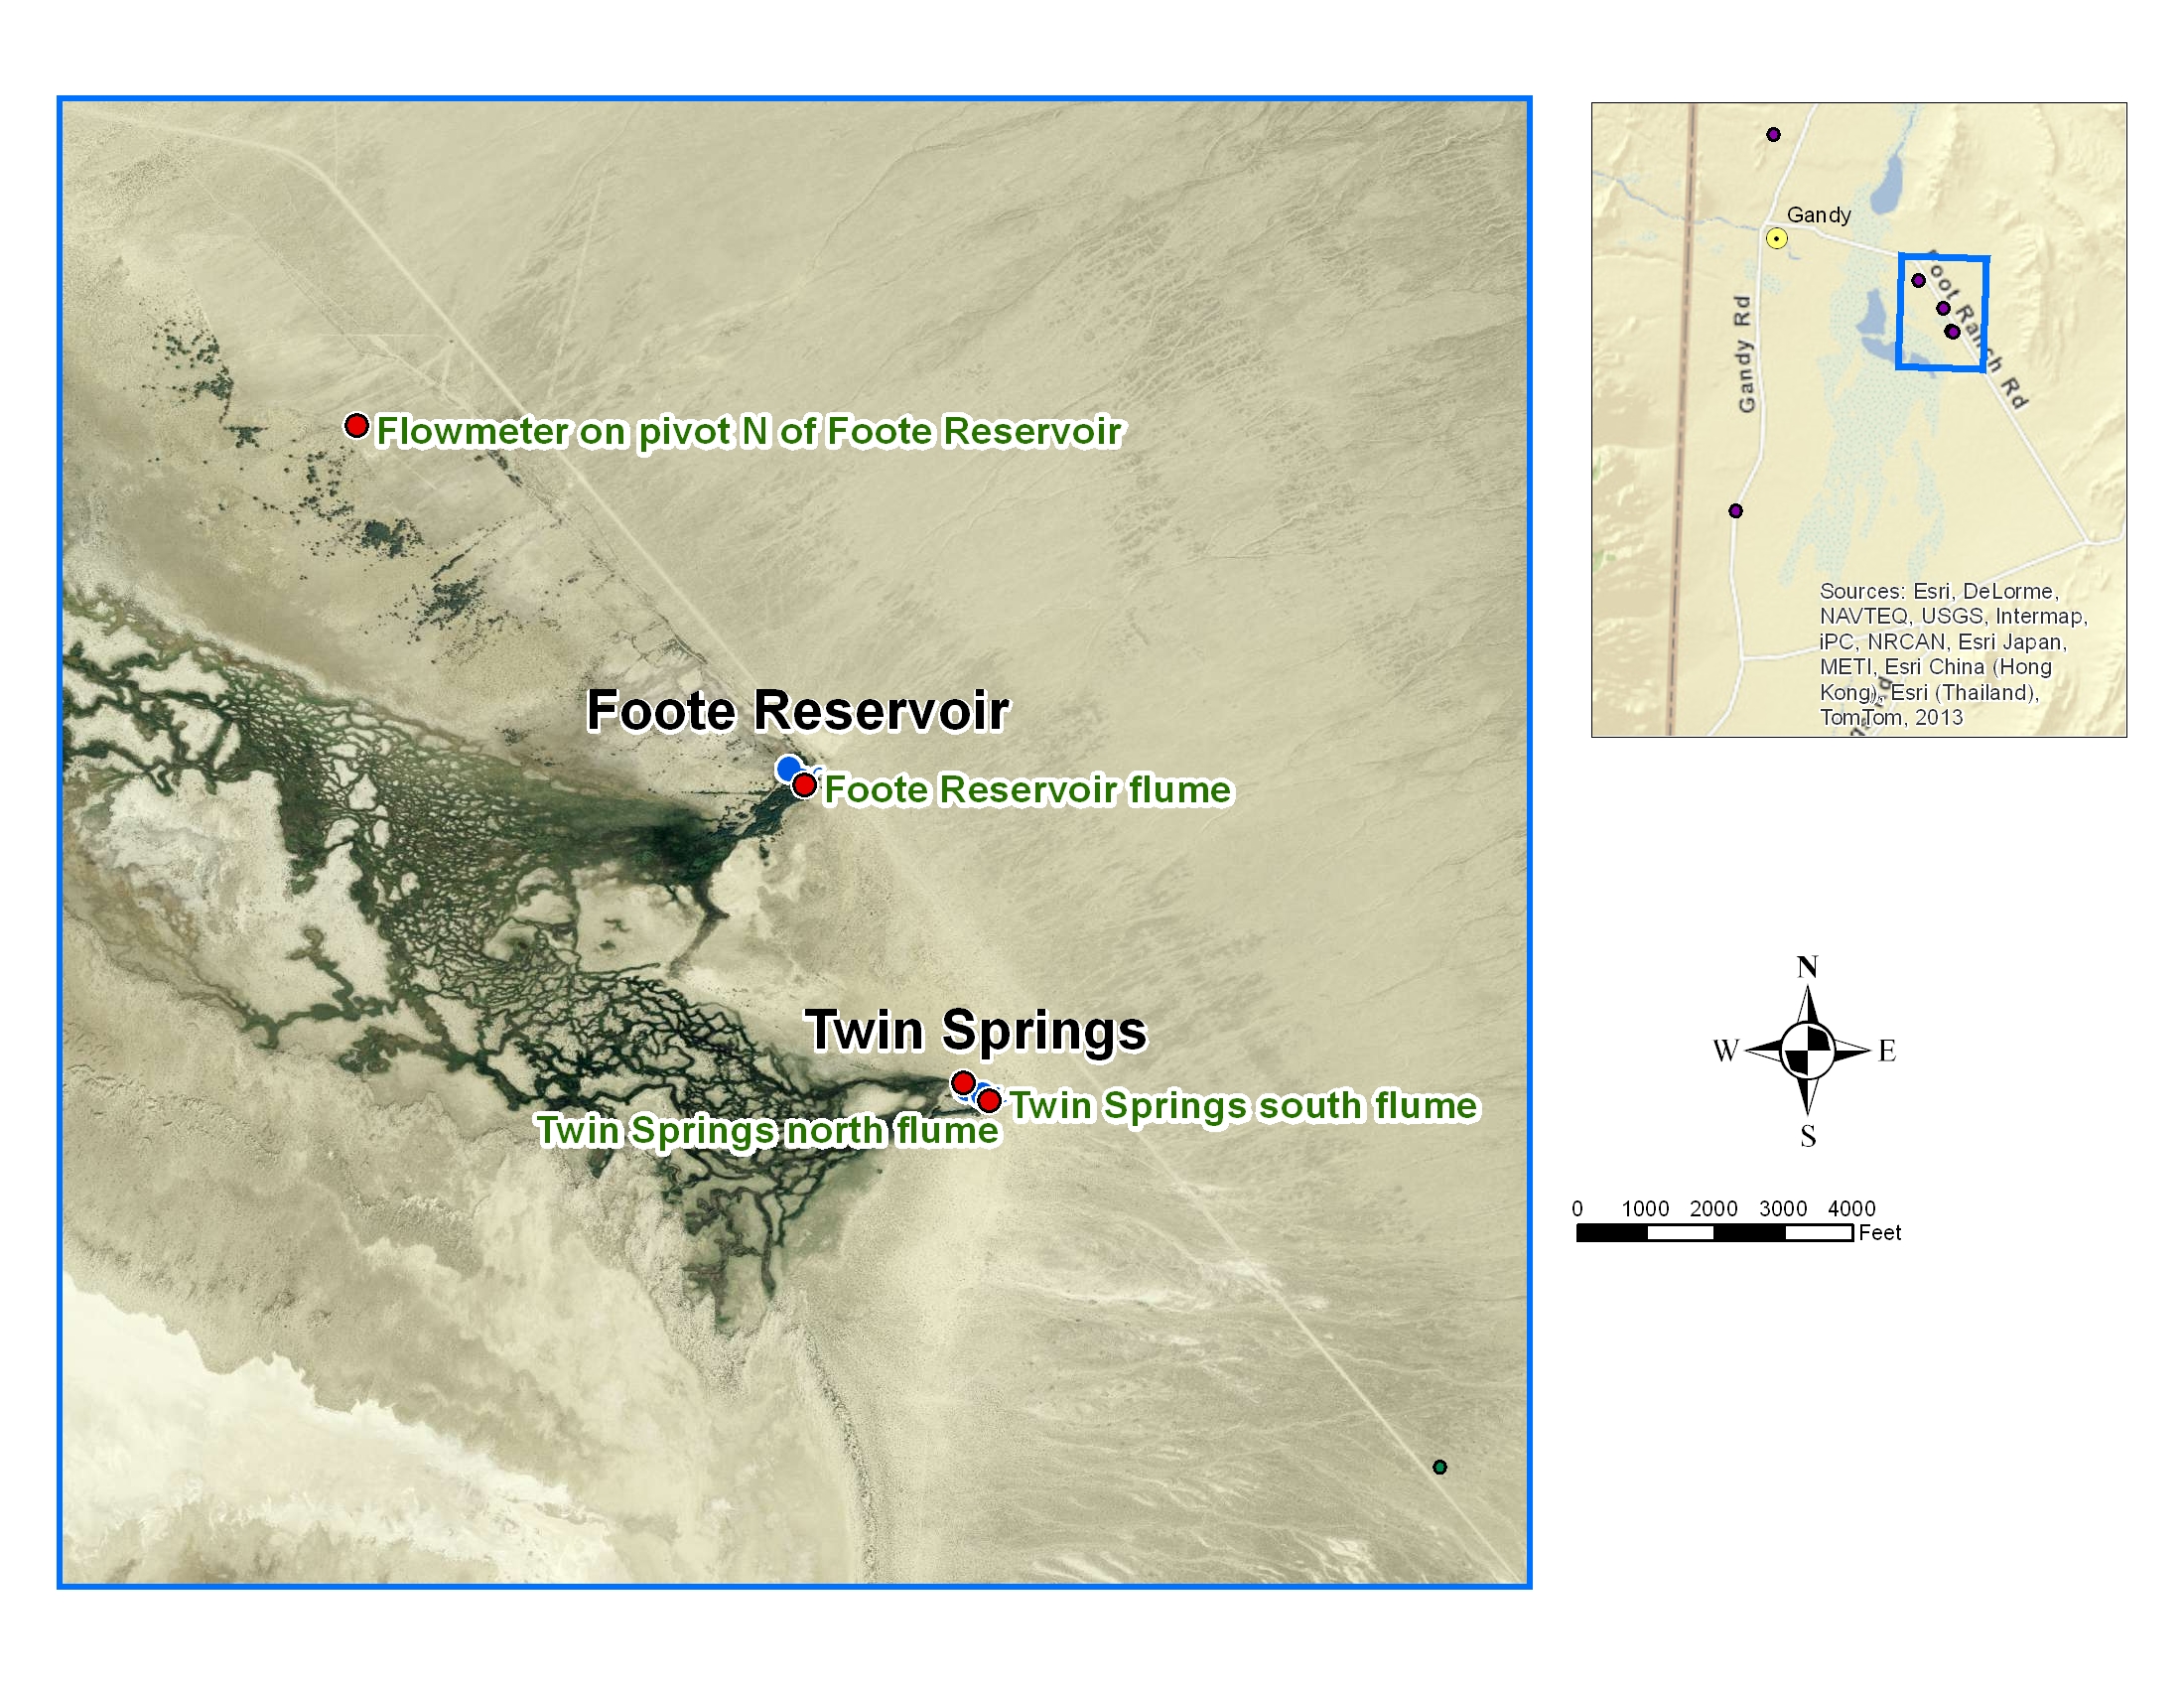 Flowmeter on pivot N of Foote Reservoir
Foote Reservoir
Foote Reservoir flume
Twin Springs
Twin Springs south flume
Twin Springs north flume
Gandy
Gandy Rd
Ranch Rd
Sources: Esri, DeLorme,
NAVTEQ, USGS, Intermap,
iPC, NRCAN, Esri Japan,
METI, Esri China (Hong
Kong), Esri (Thailand),
TomTom, 2013
N
W
E
S
0 1000 2000 3000 4000
Feet